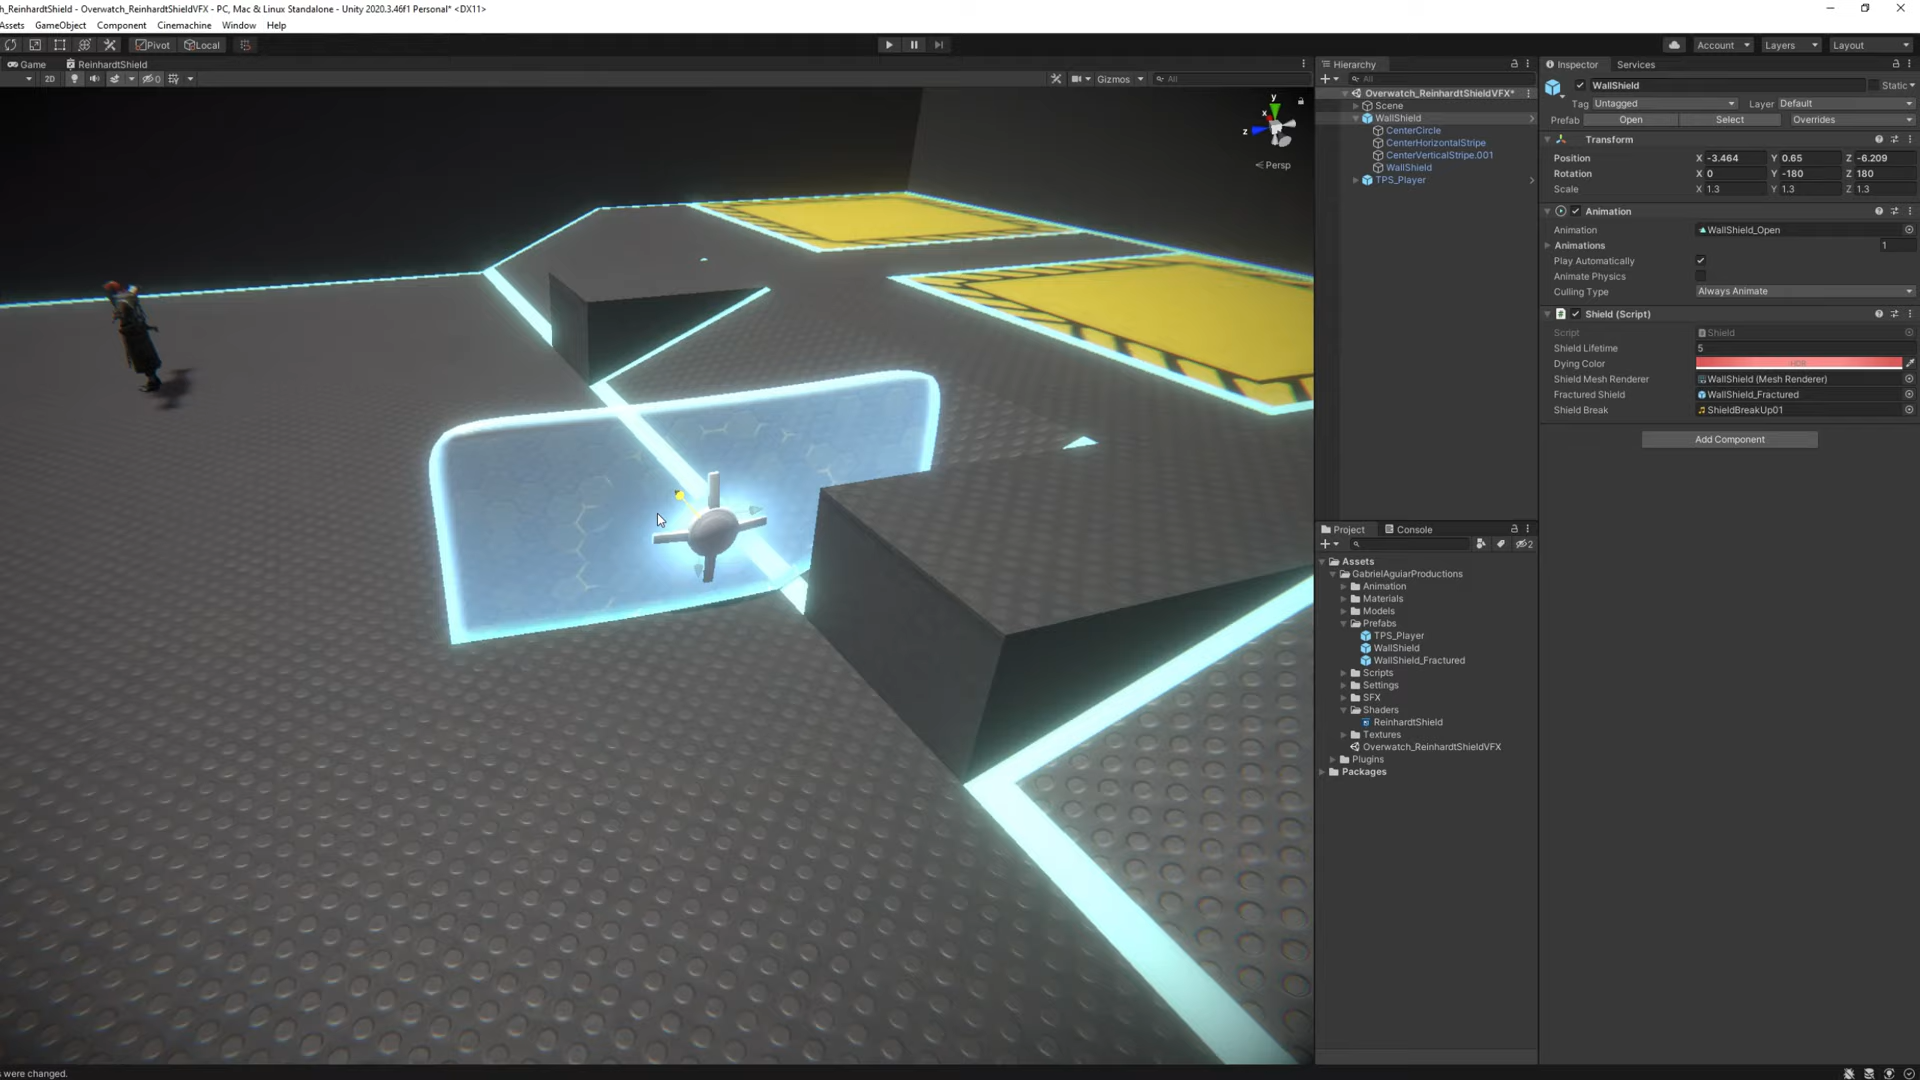 h_ReinhardtShield - Overwatch_ReinhardtShieldVFX - PC, Mac & Linux Standalone - Unity 2020.3.46f1 Personal* <DX11>
Assets GameObject Component Cinemachine Window Help
Pivot Local Account Layers Layout
Game ReinhardtShield
2D 0 Gizmos All
y
x
z
Persp
Hierarchy
All
Overwatch_ReinhardtShieldVFX*
Scene
WallShield
CenterCircle
CenterHorizontalStripe
CenterVerticalStripe.001
WallShield
TPS_Player
Project Console
2
Assets
GabrielAguiarProductions
Animation
Materials
Models
Prefabs
TPS_Player
WallShield
WallShield_Fractured
Scripts
Settings
SFX
Shaders
ReinhardtShield
Textures
Overwatch_ReinhardtShieldVFX
Plugins
Packages
Inspector Services
WallShield Static
Tag Untagged Layer Default
Prefab Open Select Overrides
Transform
Position X -3.464 Y 0.65 Z -6.209
Rotation X 0 Y -180 Z 180
Scale X 1.3 Y 1.3 Z 1.3
Animation
Animation WallShield_Open
Animations 1
Play Automatically
Animate Physics
Culling Type Always Animate
Shield (Script)
Script Shield
Shield Lifetime 5
Dying Color HDR
Shield Mesh Renderer WallShield (Mesh Renderer)
Fractured Shield WallShield_Fractured
Shield Break ShieldBreakUp01
Add Component
s were changed.